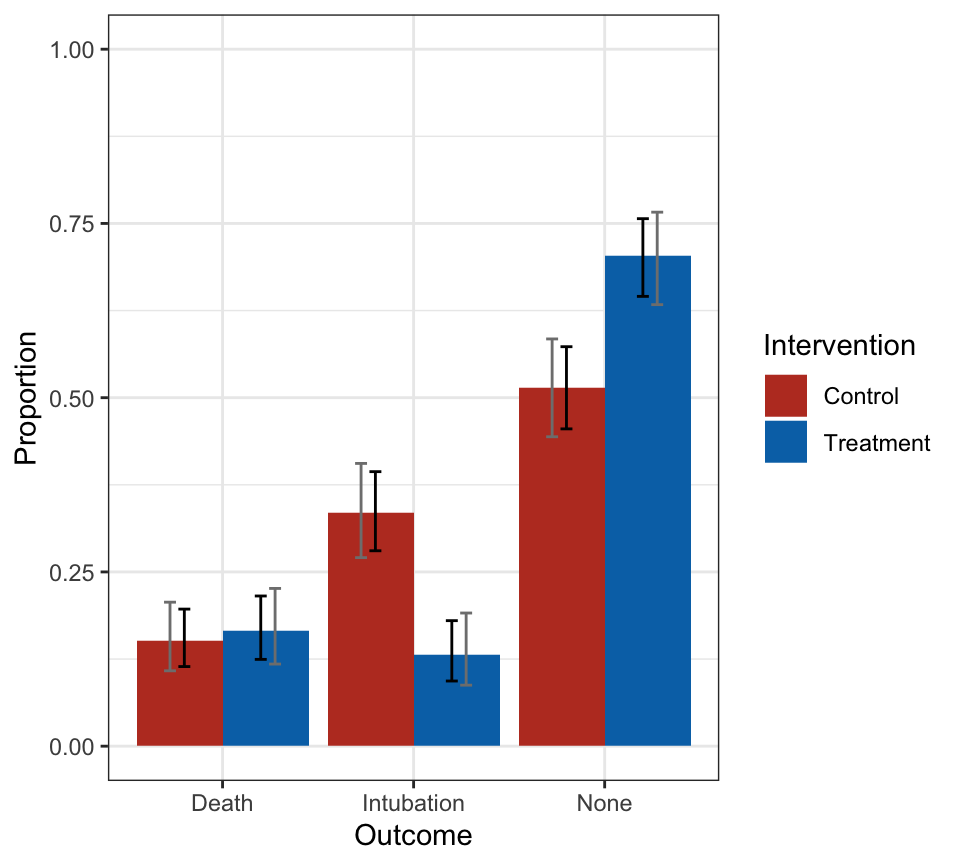 1.00
0.75
0.50
0.25
0.00
Proportion
Death Intubation None
Outcome
Intervention
Control
Treatment